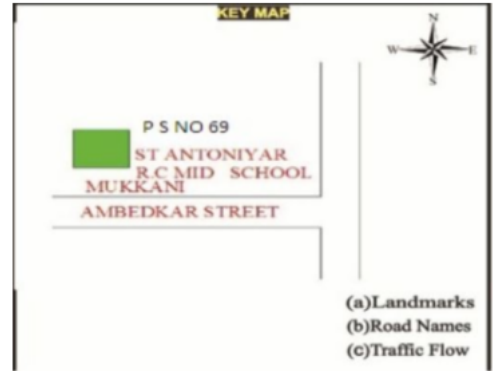 KEY MAP
N
W E
S
P S NO 69
ST ANTONIYAR
R.C MID SCHOOL
MUKKANI
AMBEDKAR STREET
(a)Landmarks
(b)Road Names
(c)Traffic Flow